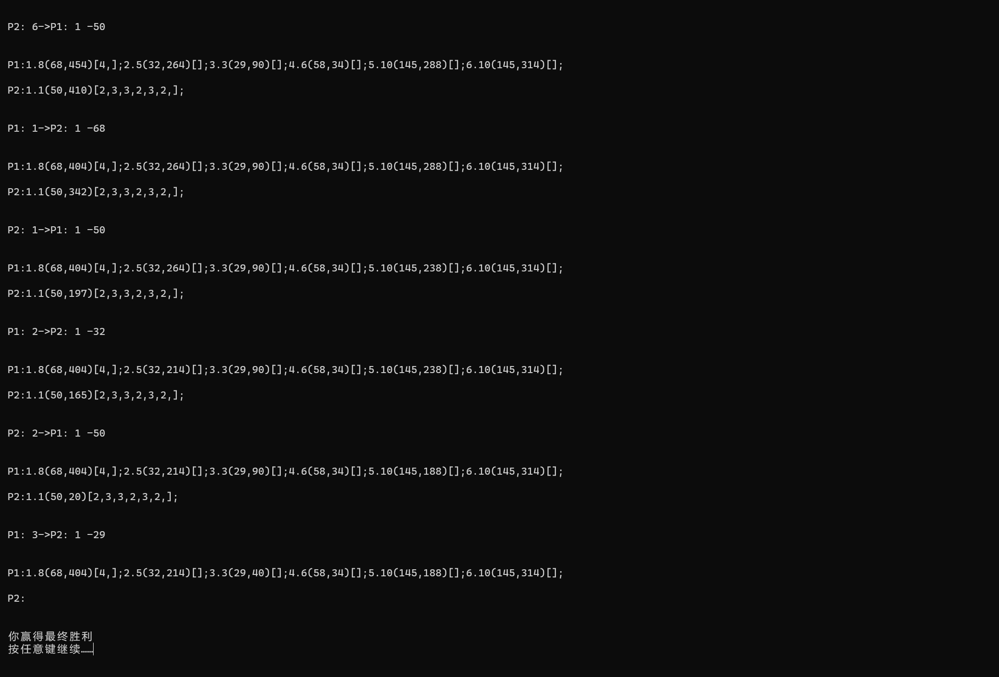 P2: 6->P1: 1 -50
P1:1.8(68,454)[4,];2.5(32,264)[];3.3(29,90)[];4.6(58,34)[];5.10(145,288)[];6.10(145,314)[];
P2:1.1(50,410)[2,3,3,2,3,2,];
P1: 1->P2: 1 -68
P1:1.8(68,404)[4,];2.5(32,264)[];3.3(29,90)[];4.6(58,34)[];5.10(145,288)[];6.10(145,314)[];
P2:1.1(50,342)[2,3,3,2,3,2,];
P2: 1->P1: 1 -50
P1:1.8(68,404)[4,];2.5(32,264)[];3.3(29,90)[];4.6(58,34)[];5.10(145,238)[];6.10(145,314)[];
P2:1.1(50,197)[2,3,3,2,3,2,];
P1: 2->P2: 1 -32
P1:1.8(68,404)[4,];2.5(32,214)[];3.3(29,90)[];4.6(58,34)[];5.10(145,238)[];6.10(145,314)[];
P2:1.1(50,165)[2,3,3,2,3,2,];
P2: 2->P1: 1 -50
P1:1.8(68,404)[4,];2.5(32,214)[];3.3(29,90)[];4.6(58,34)[];5.10(145,188)[];6.10(145,314)[];
P2:1.1(50,20)[2,3,3,2,3,2,];
P1: 3->P2: 1 -29
P1:1.8(68,404)[4,];2.5(32,214)[];3.3(29,40)[];4.6(58,34)[];5.10(145,188)[];6.10(145,314)[];
P2:
你赢得最终胜利
按任意键继续……